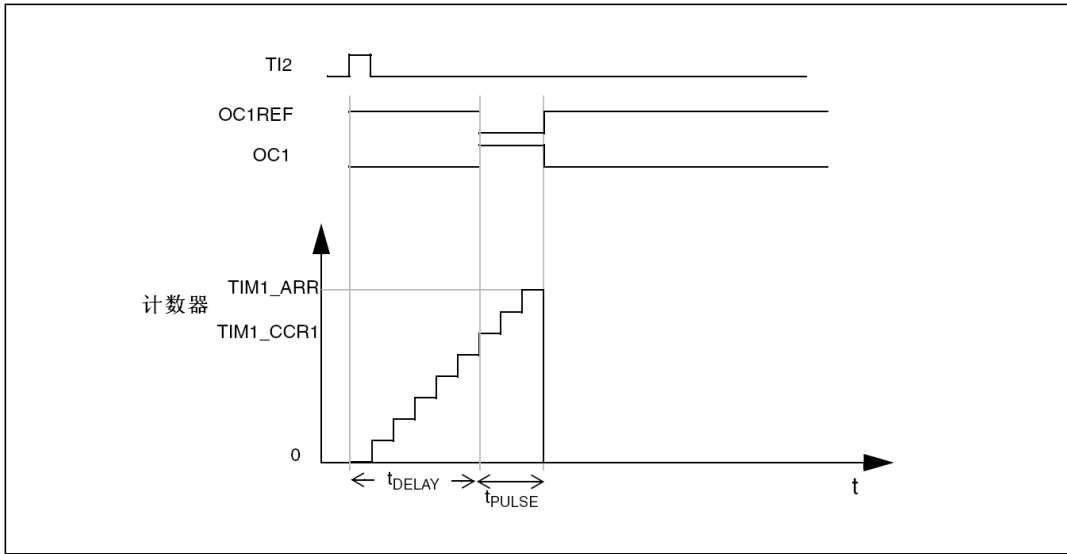 TI2
OC1REF
OC1
TIM1_ARR
计数器
TIM1_CCR1
0
tDELAY
tPULSE
t